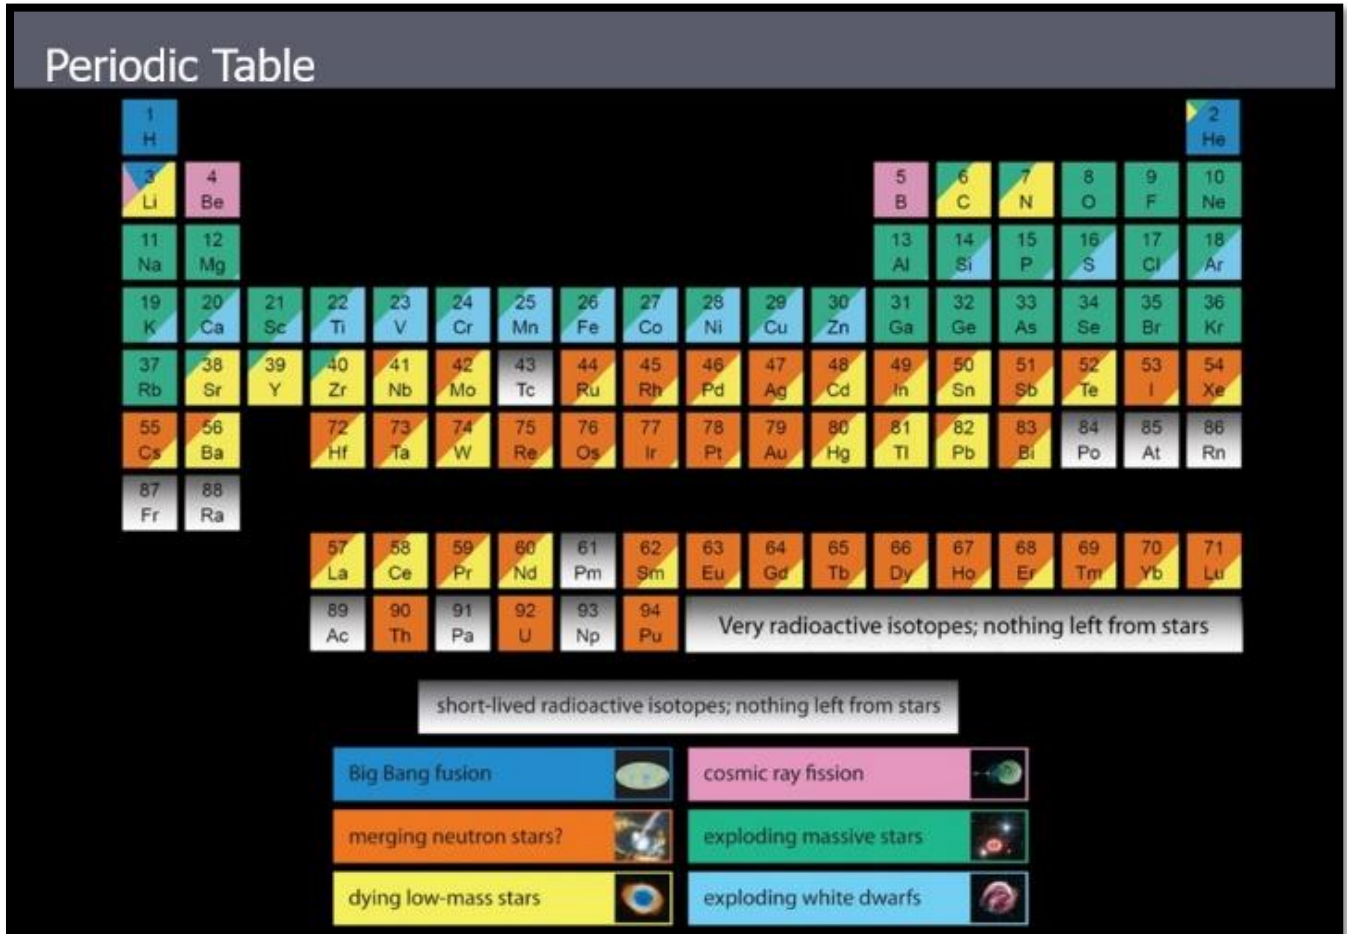 Periodic Table
1 2
H He
3 4 5 6 7 8 9 10
Li Be B C N O F Ne
11 12 13 14 15 16 17 18
Na Mg Al Si P S Cl Ar
19 20 21 22 23 24 25 26 27 28 29 30 31 32 33 34 35 36
K Ca Sc Ti V Cr Mn Fe Co Ni Cu Zn Ga Ge As Se Br Kr
37 38 39 40 41 42 43 44 45 46 47 48 49 50 51 52 53 54
Rb Sr Y Zr Nb Mo Tc Ru Rh Pd Ag Cd In Sn Sb Te I Xe
55 56 72 73 74 75 76 77 78 79 80 81 82 83 84 85 86
Cs Ba Hf Ta W Re Os Ir Pt Au Hg Tl Pb Bi Po At Rn
87 88
Fr Ra
57 58 59 60 61 62 63 64 65 66 67 68 69 70 71
La Ce Pr Nd Pm Sm Eu Gd Tb Dy Ho Er Tm Yb Lu
89 90 91 92 93 94
Ac Th Pa U Np Pu
Very radioactive isotopes; nothing left from stars
short-lived radioactive isotopes; nothing left from stars
Big Bang fusion
cosmic ray fission
merging neutron stars?
exploding massive stars
dying low-mass stars
exploding white dwarfs